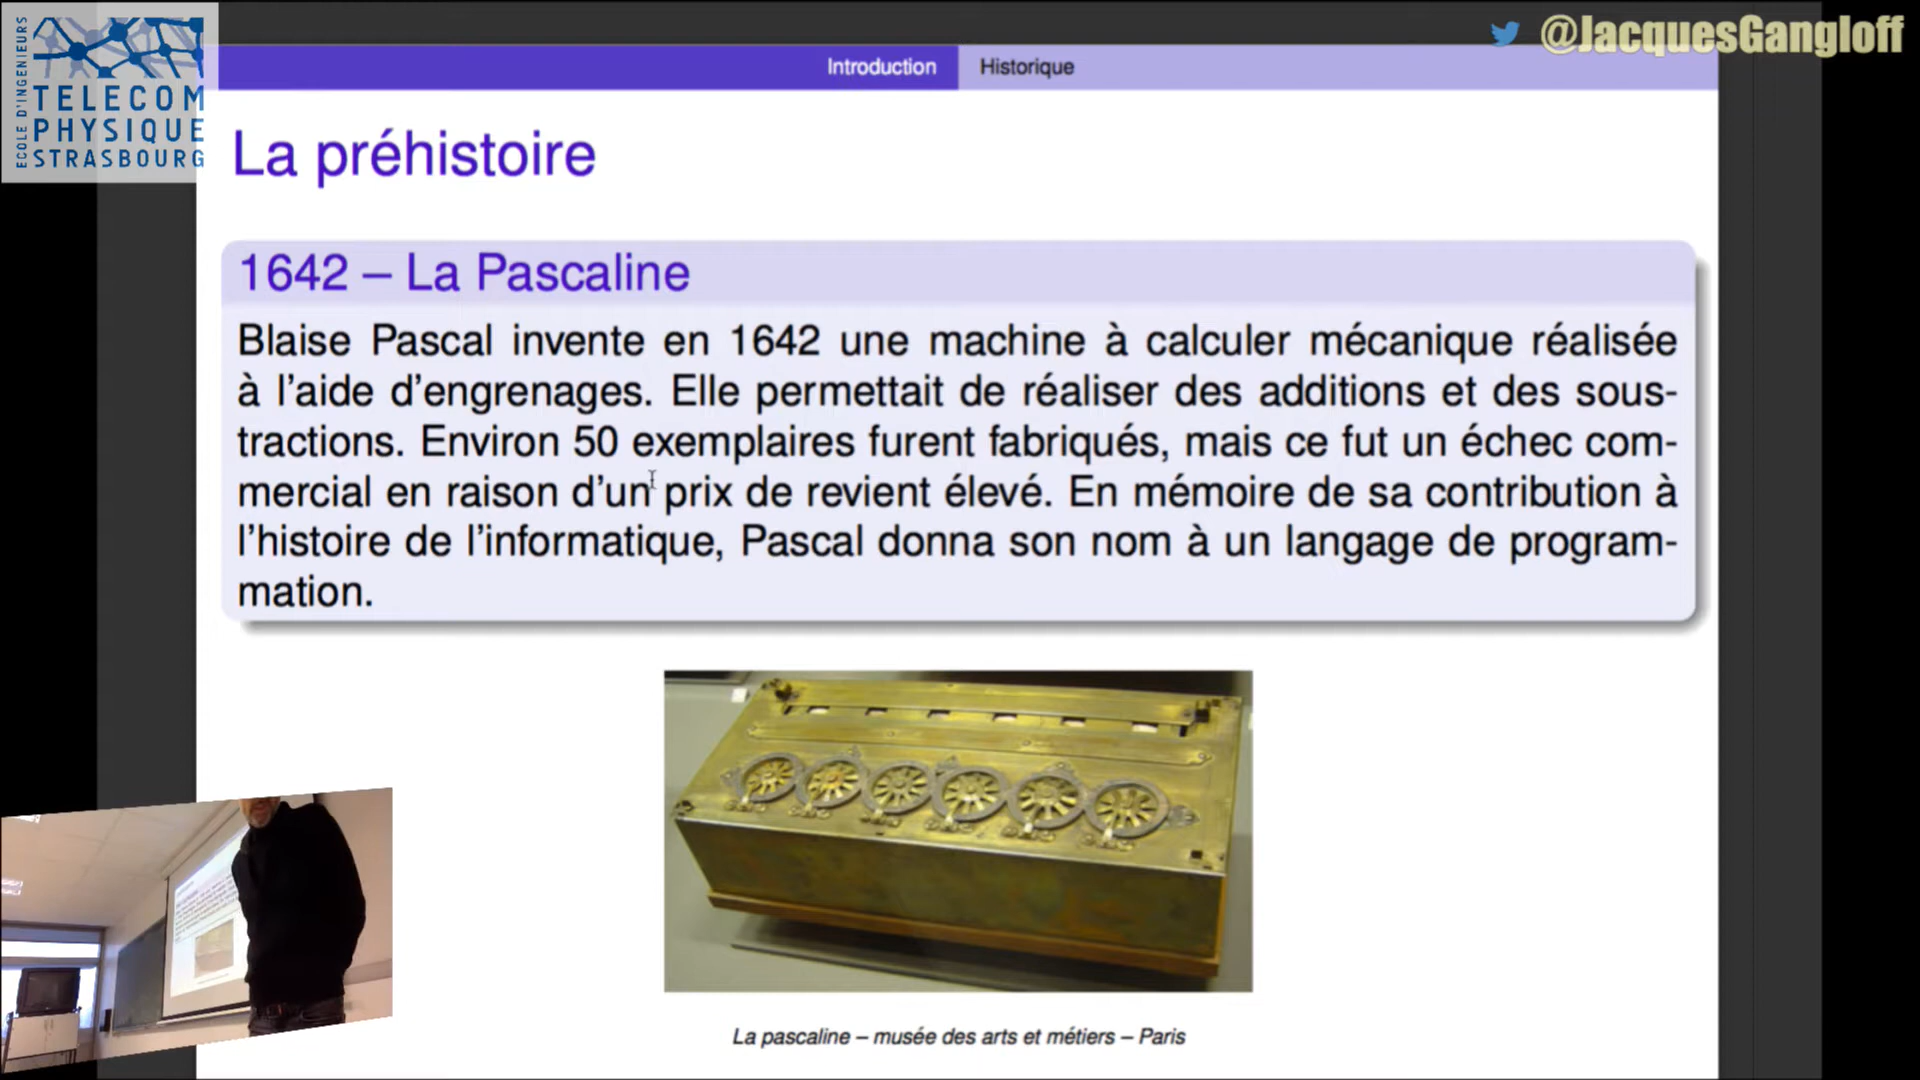 ECOLE D'INGENIEURS
TELECOM
PHYSIQUE
STRASBOURG
@JacquesGangloff
Introduction
Historique
La préhistoire
1642 – La Pascaline
Blaise Pascal invente en 1642 une machine à calculer mécanique réalisée
à l'aide d'engrenages. Elle permettait de réaliser des additions et des sous-
tractions. Environ 50 exemplaires furent fabriqués, mais ce fut un échec com-
mercial en raison d'un prix de revient élevé. En mémoire de sa contribution à
l'histoire de l'informatique, Pascal donna son nom à un langage de program-
mation.
La pascaline – musée des arts et métiers – Paris